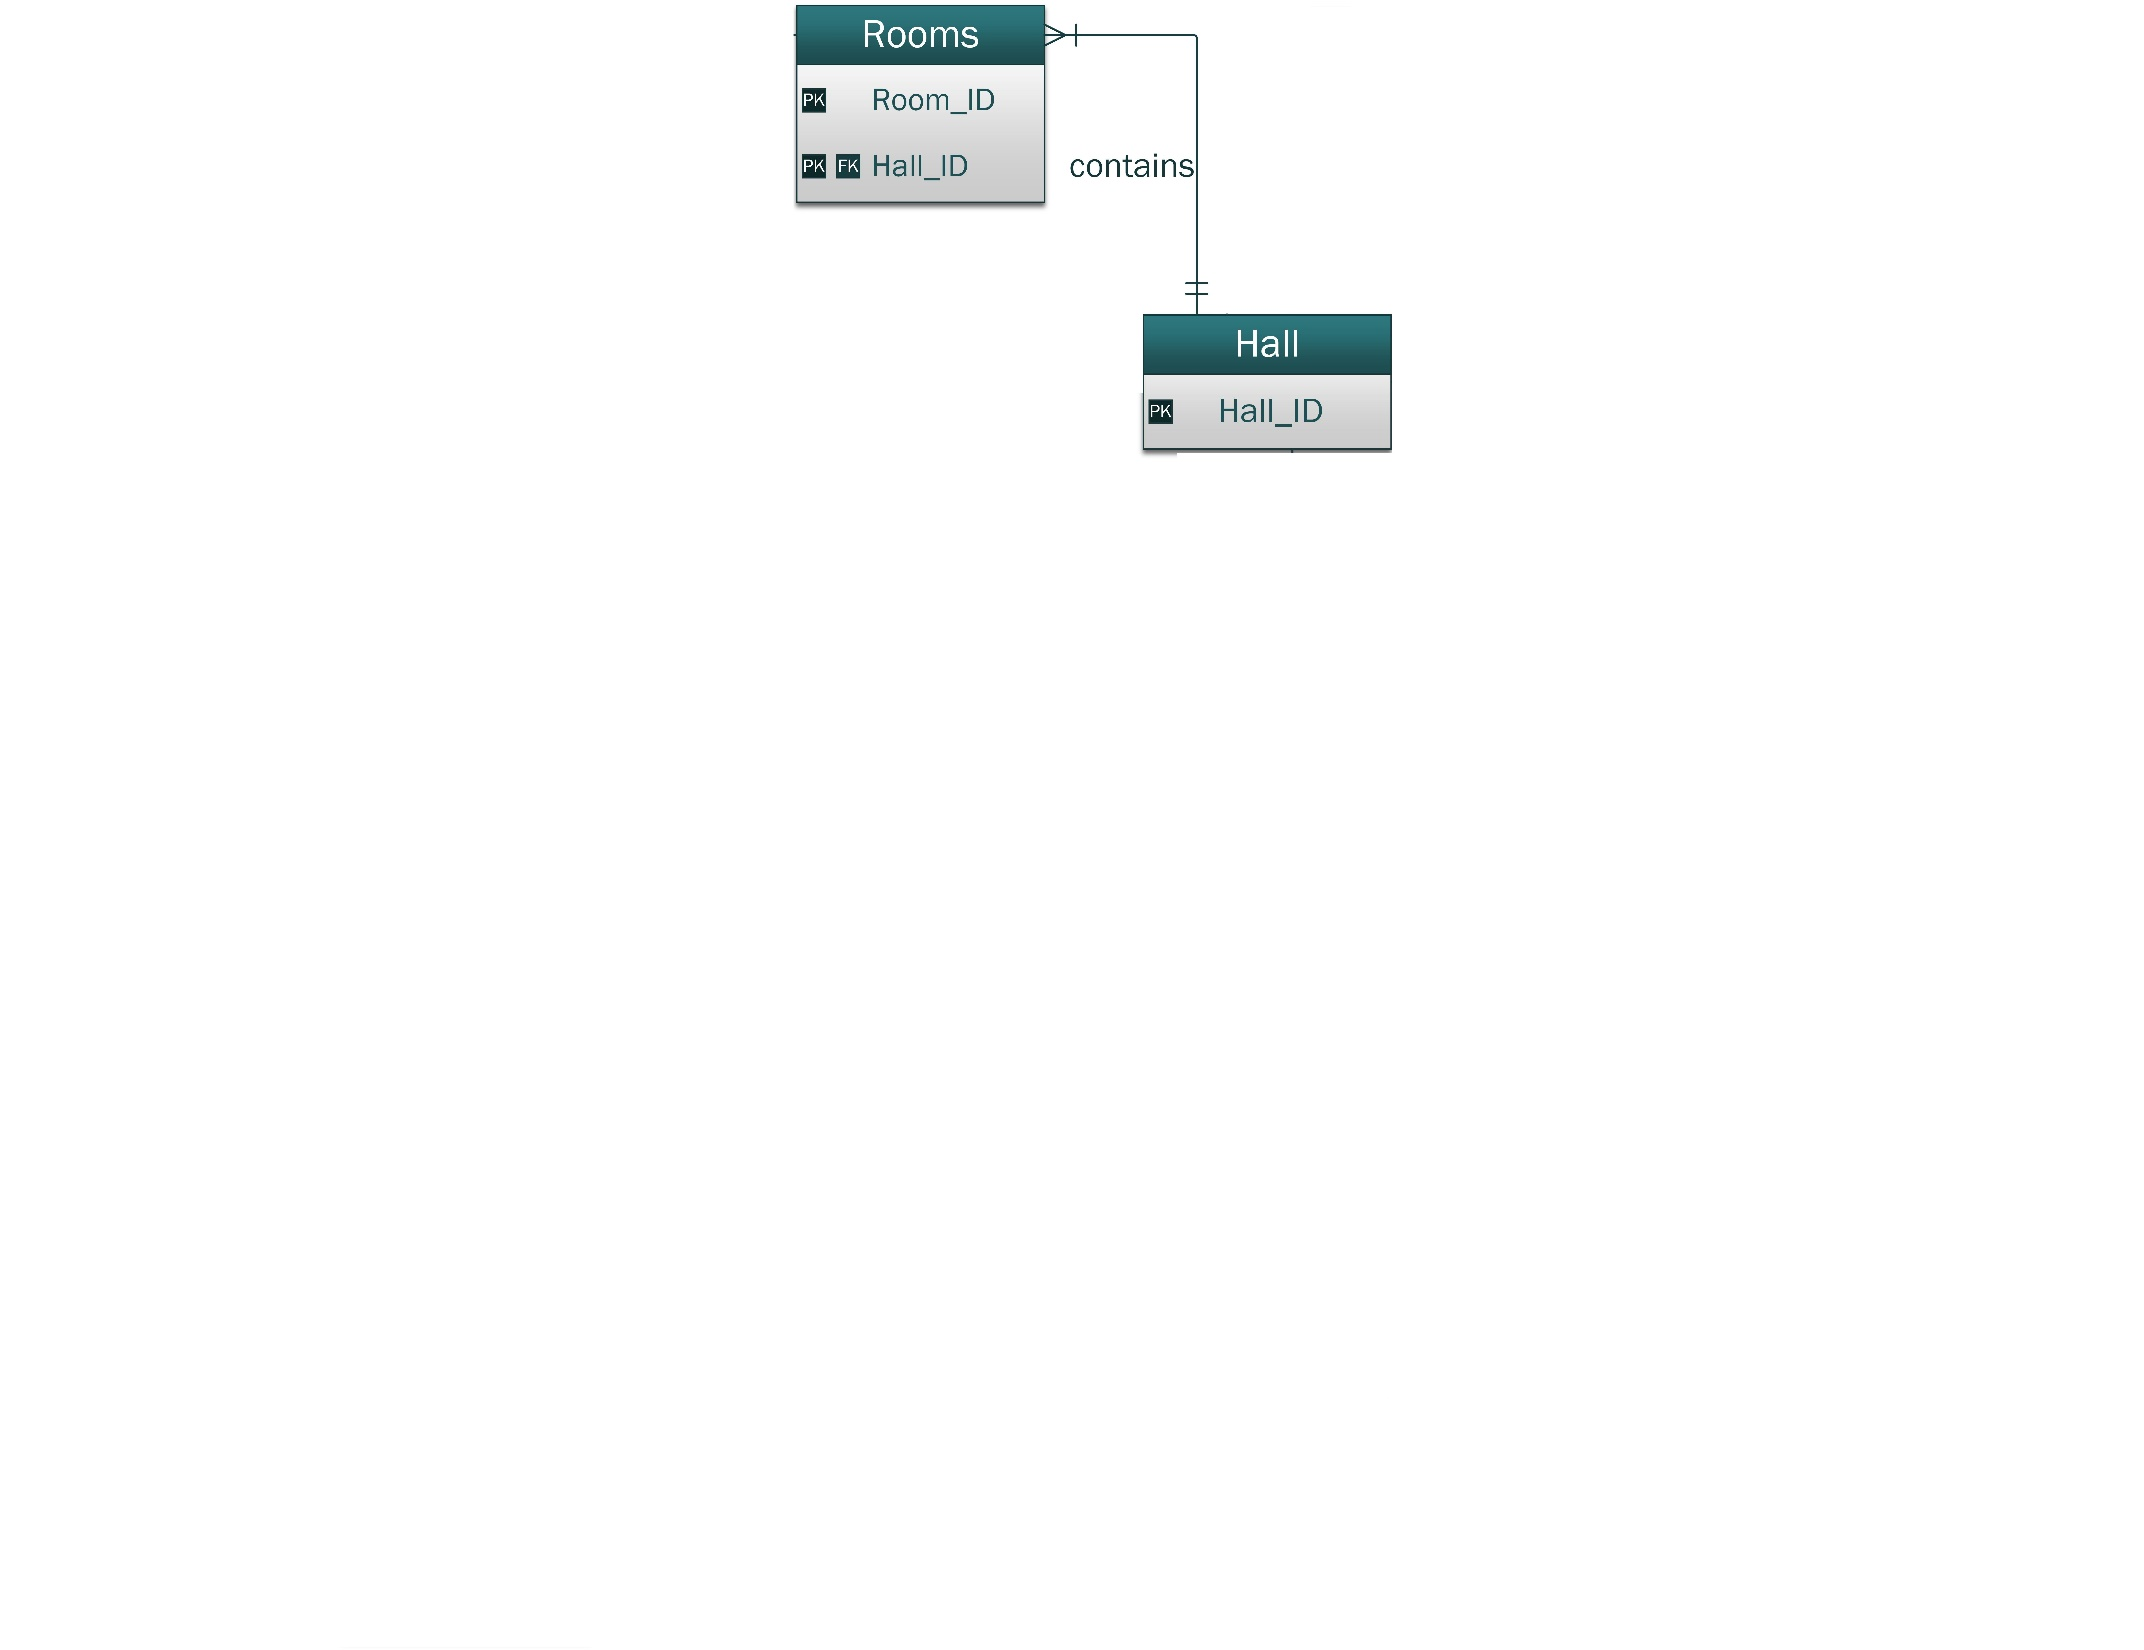 Rooms
PK Room_ID
PK FK Hall_ID
contains
Hall
PK Hall_ID